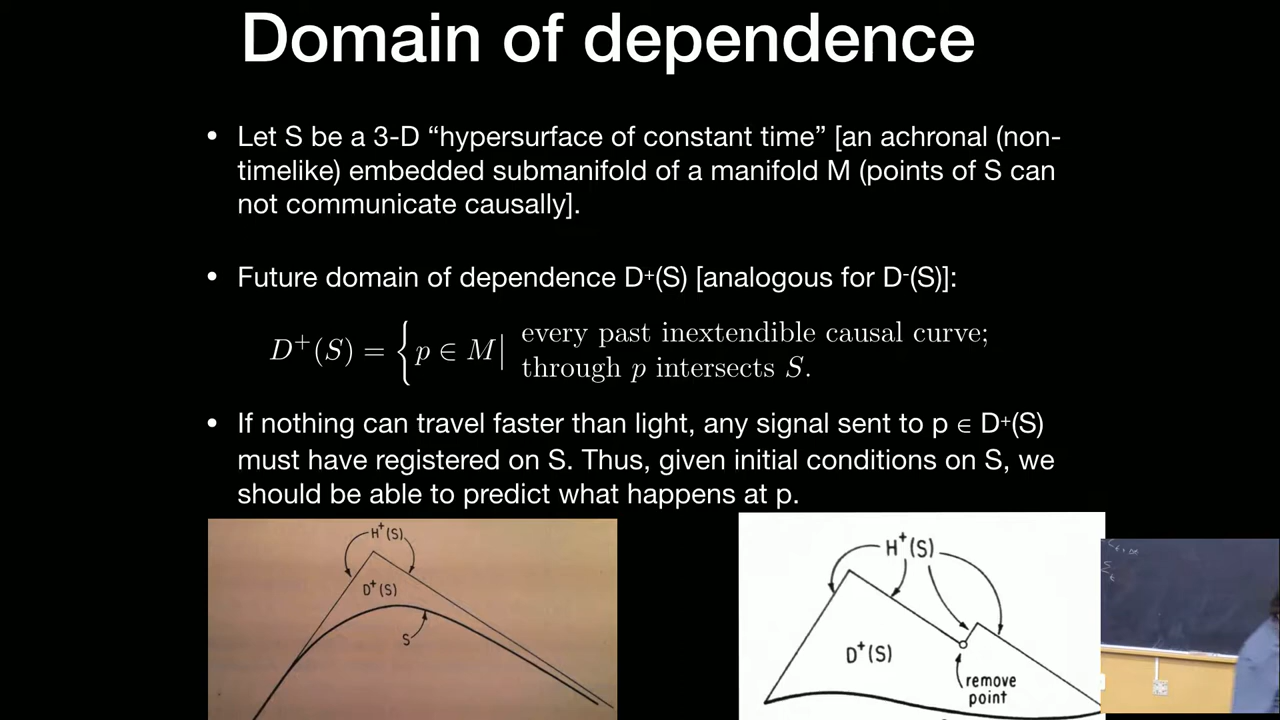 Domain of dependence
• Let S be a 3-D “hypersurface of constant time” [an achronal (non-
timelike) embedded submanifold of a manifold M (points of S can
not communicate causally].
• Future domain of dependence D⁺(S) [analogous for D⁻(S)]:
D⁺(S) = { p ∈ M | every past inextendible causal curve;
through p intersects S.
• If nothing can travel faster than light, any signal sent to p ∈ D⁺(S)
must have registered on S. Thus, given initial conditions on S, we
should be able to predict what happens at p.
H⁺(S)
D⁺(S)
S
H⁺(S)
D⁺(S)
remove
point